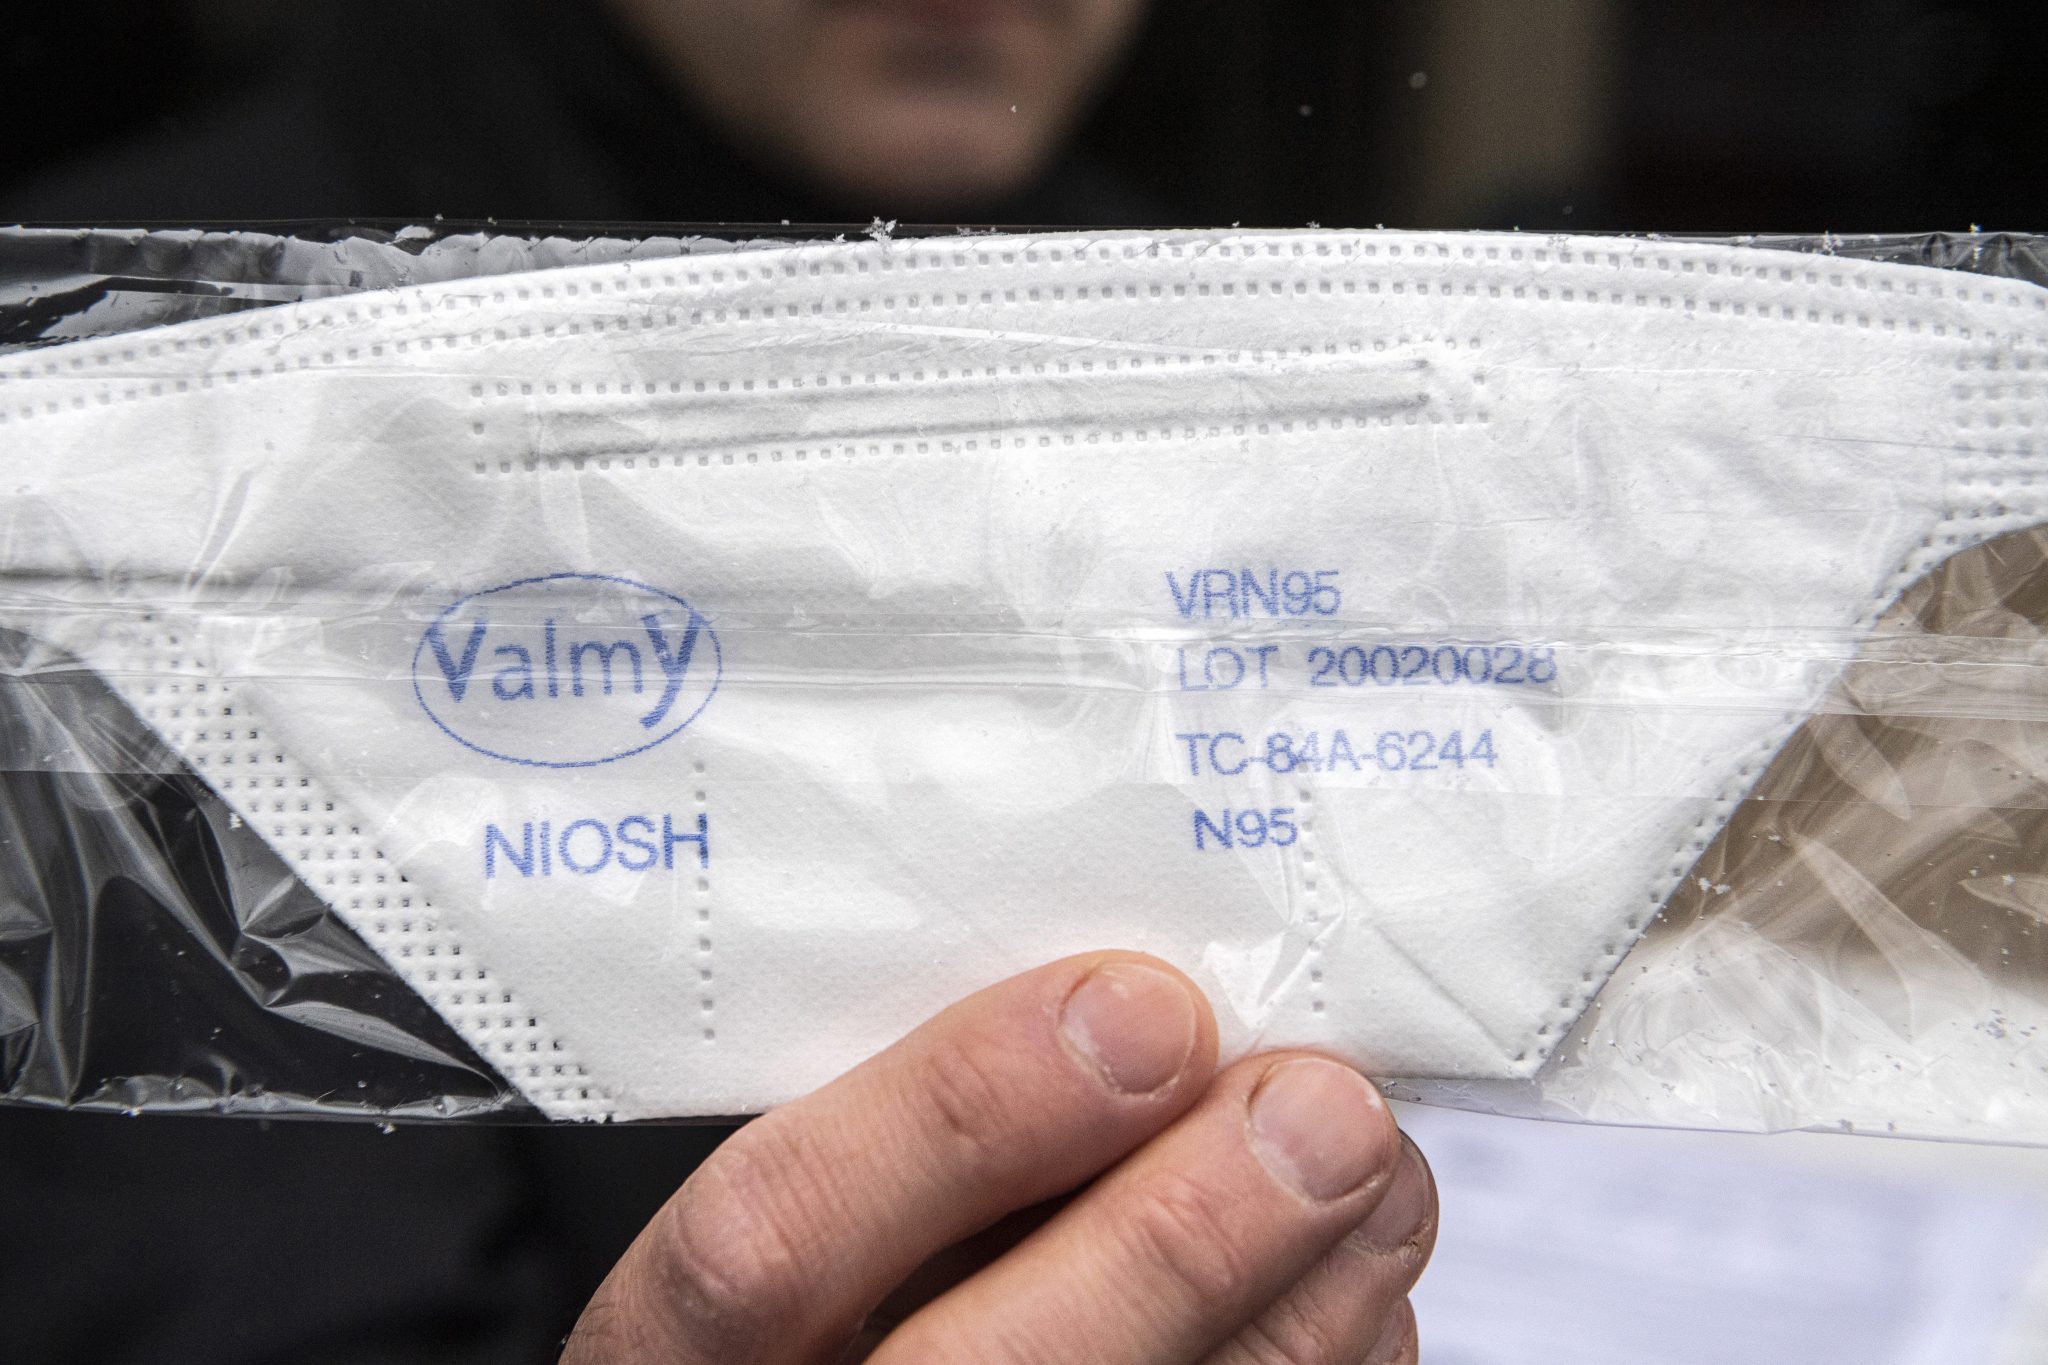 Valmy
NIOSH
VRN95
LOT 20020028
TC-84A-6244
N95